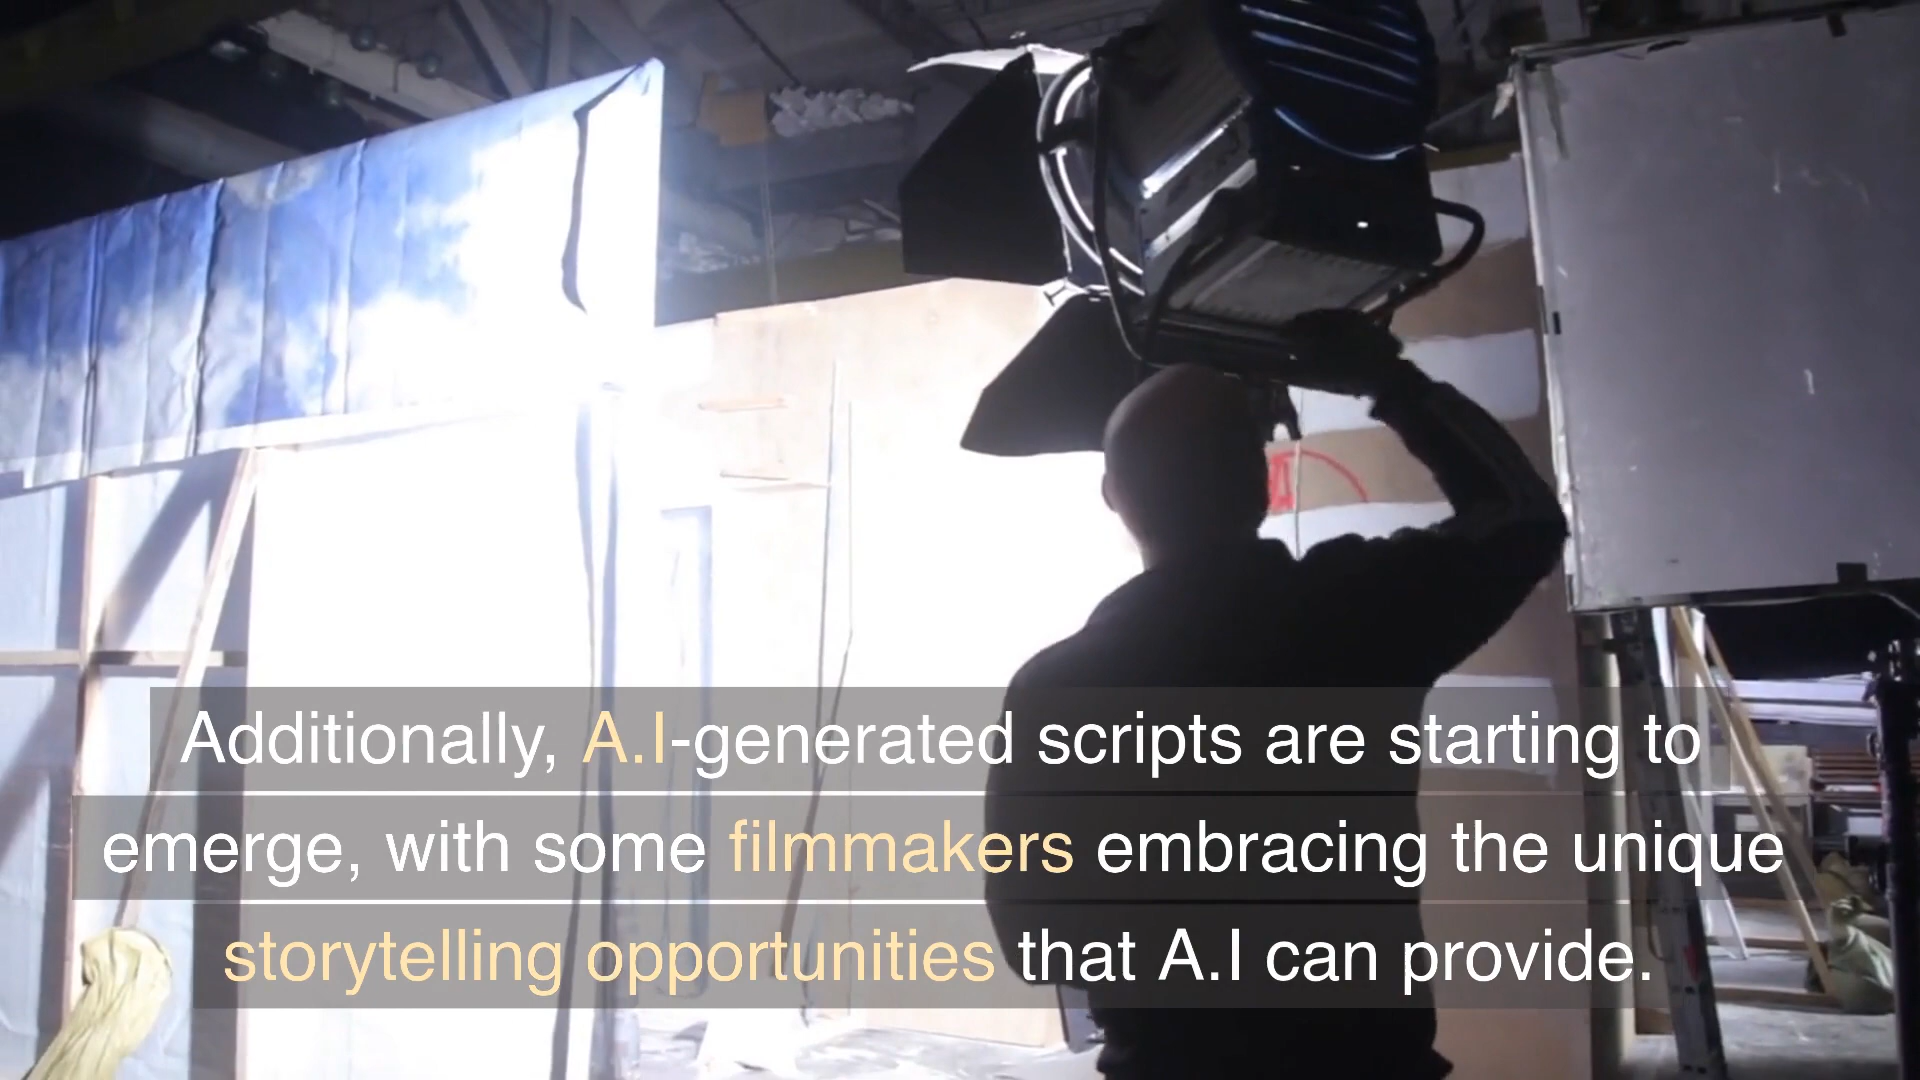 Additionally, A.I-generated scripts are starting to
emerge, with some filmmakers embracing the unique
storytelling opportunities that A.I can provide.